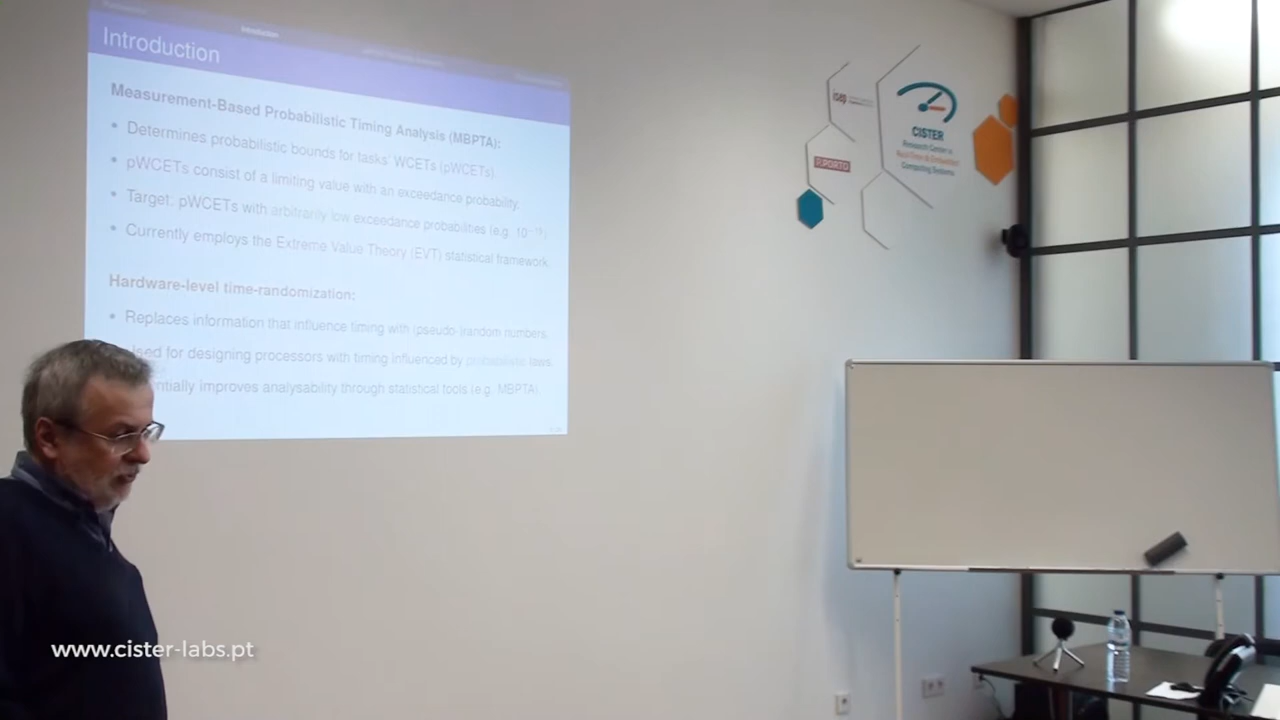 Introduction
Introduction
Measurement-Based Probabilistic Timing Analysis (MBPTA):
• Determines probabilistic bounds for tasks' WCETs (pWCETs).
• pWCETs consist of a limiting value with an exceedance probability.
• Target: pWCETs with arbitrarily low exceedance probabilities (e.g. 10
• Currently employs the Extreme Value Theory (EVT) statistical framework.
Hardware-level time-randomization:
• Replaces information that influence timing with (pseudo-)random numbers.
for designing processors with timing influenced by probabilistic laws
improves analysability through statistical tools (e.g. MBPTA)
isep
U.PORTO
CISTER
Research Center in
Real-Time & Embedded
Computing Systems
www.cister-labs.pt